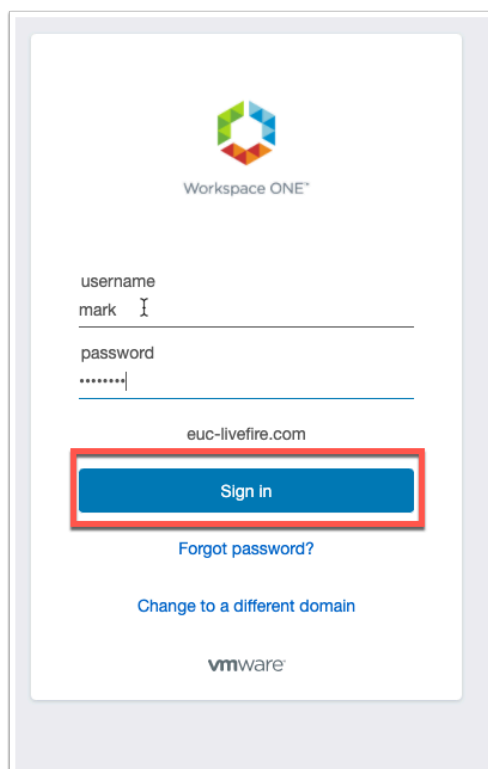 Workspace ONE™
username
mark
password
••••••••
euc-livefire.com
Sign in
Forgot password?
Change to a different domain
vmware